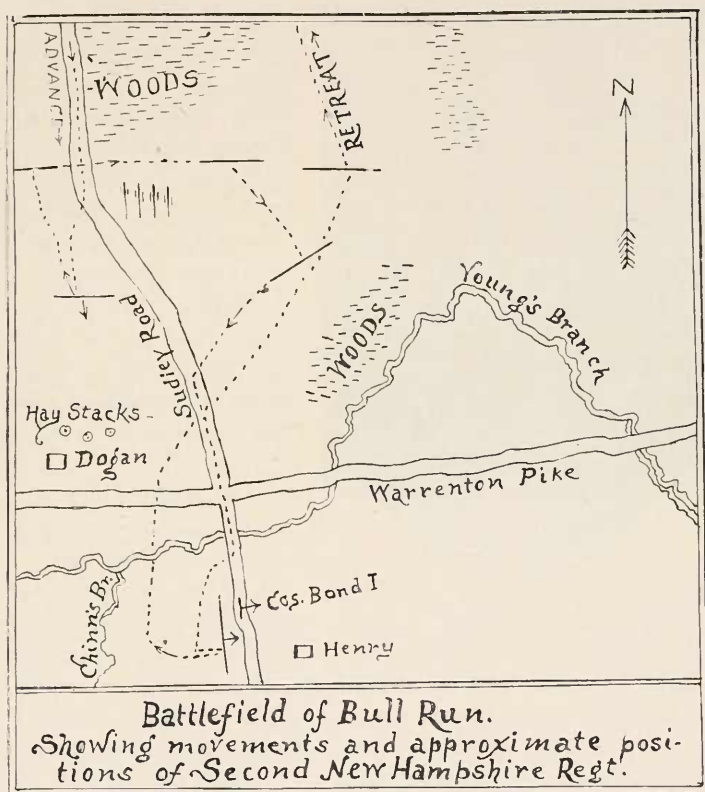 ADVANCE
WOODS
RETREAT
N
Sudley Road
WOODS
Young's Branch
Hay Stacks
Dogan
Warrenton Pike
Chinn's Br.
Cos. B and I
Henry
Battlefield of Bull Run.
Showing movements and approximate posi-
tions of Second New Hampshire Regt.